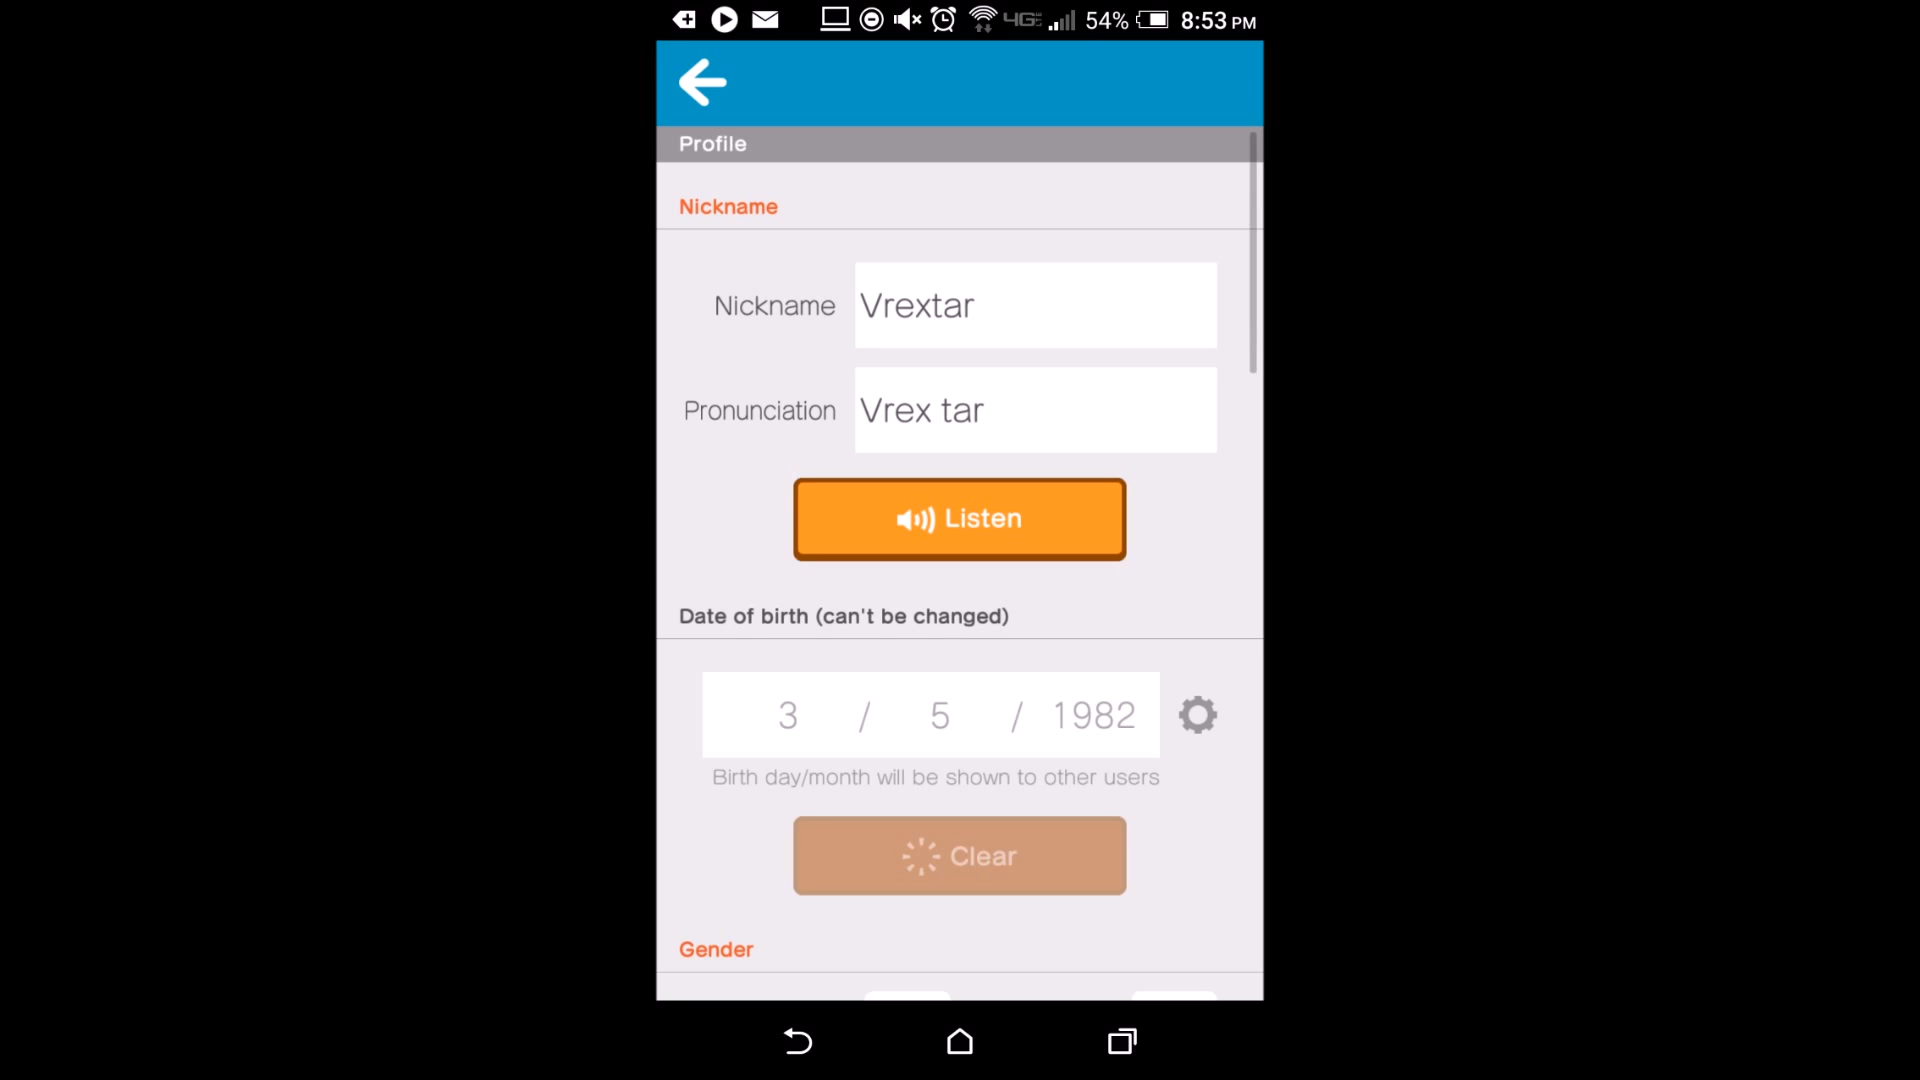 4G 54% 8:53 PM
Profile
Nickname
Nickname Vrextar
Pronunciation Vrex tar
Listen
Date of birth (can't be changed)
3 / 5 / 1982
Birth day/month will be shown to other users
Clear
Gender